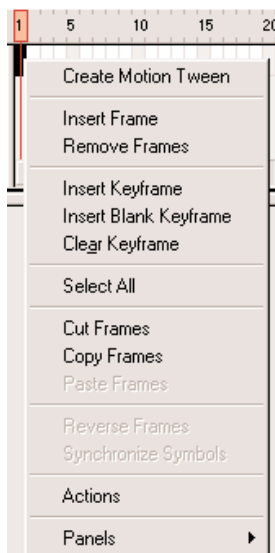 1 5 10 15 20
Create Motion Tween
Insert Frame
Remove Frames
Insert Keyframe
Insert Blank Keyframe
Clear Keyframe
Select All
Cut Frames
Copy Frames
Paste Frames
Reverse Frames
Synchronize Symbols
Actions
Panels